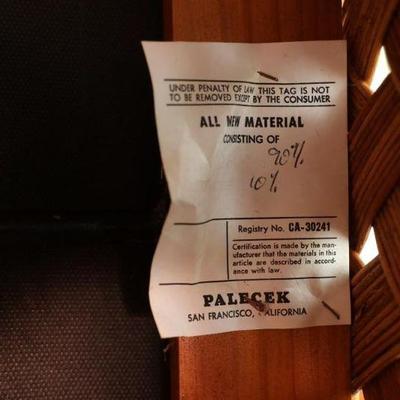 UNDER PENALTY OF LAW THIS TAG IS NOT
TO BE REMOVED EXCEPT BY THE CONSUMER
ALL NEW MATERIAL
CONSISTING OF
90%
10%
Registry No. CA-30241
Certification is made by the man-
ufacturer that the materials in this
article are described in accord-
ance with law.
PALECEK
SAN FRANCISCO, CALIFORNIA